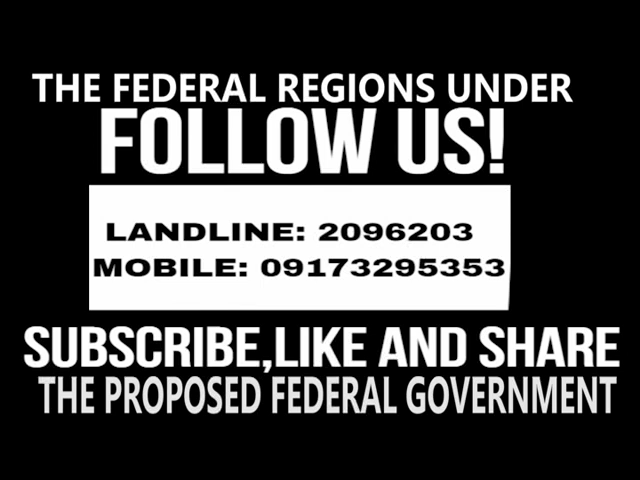 THE FEDERAL REGIONS UNDER
FOLLOW US!
LANDLINE: 2096203
MOBILE: 09173295353
SUBSCRIBE,LIKE AND SHARE
THE PROPOSED FEDERAL GOVERNMENT